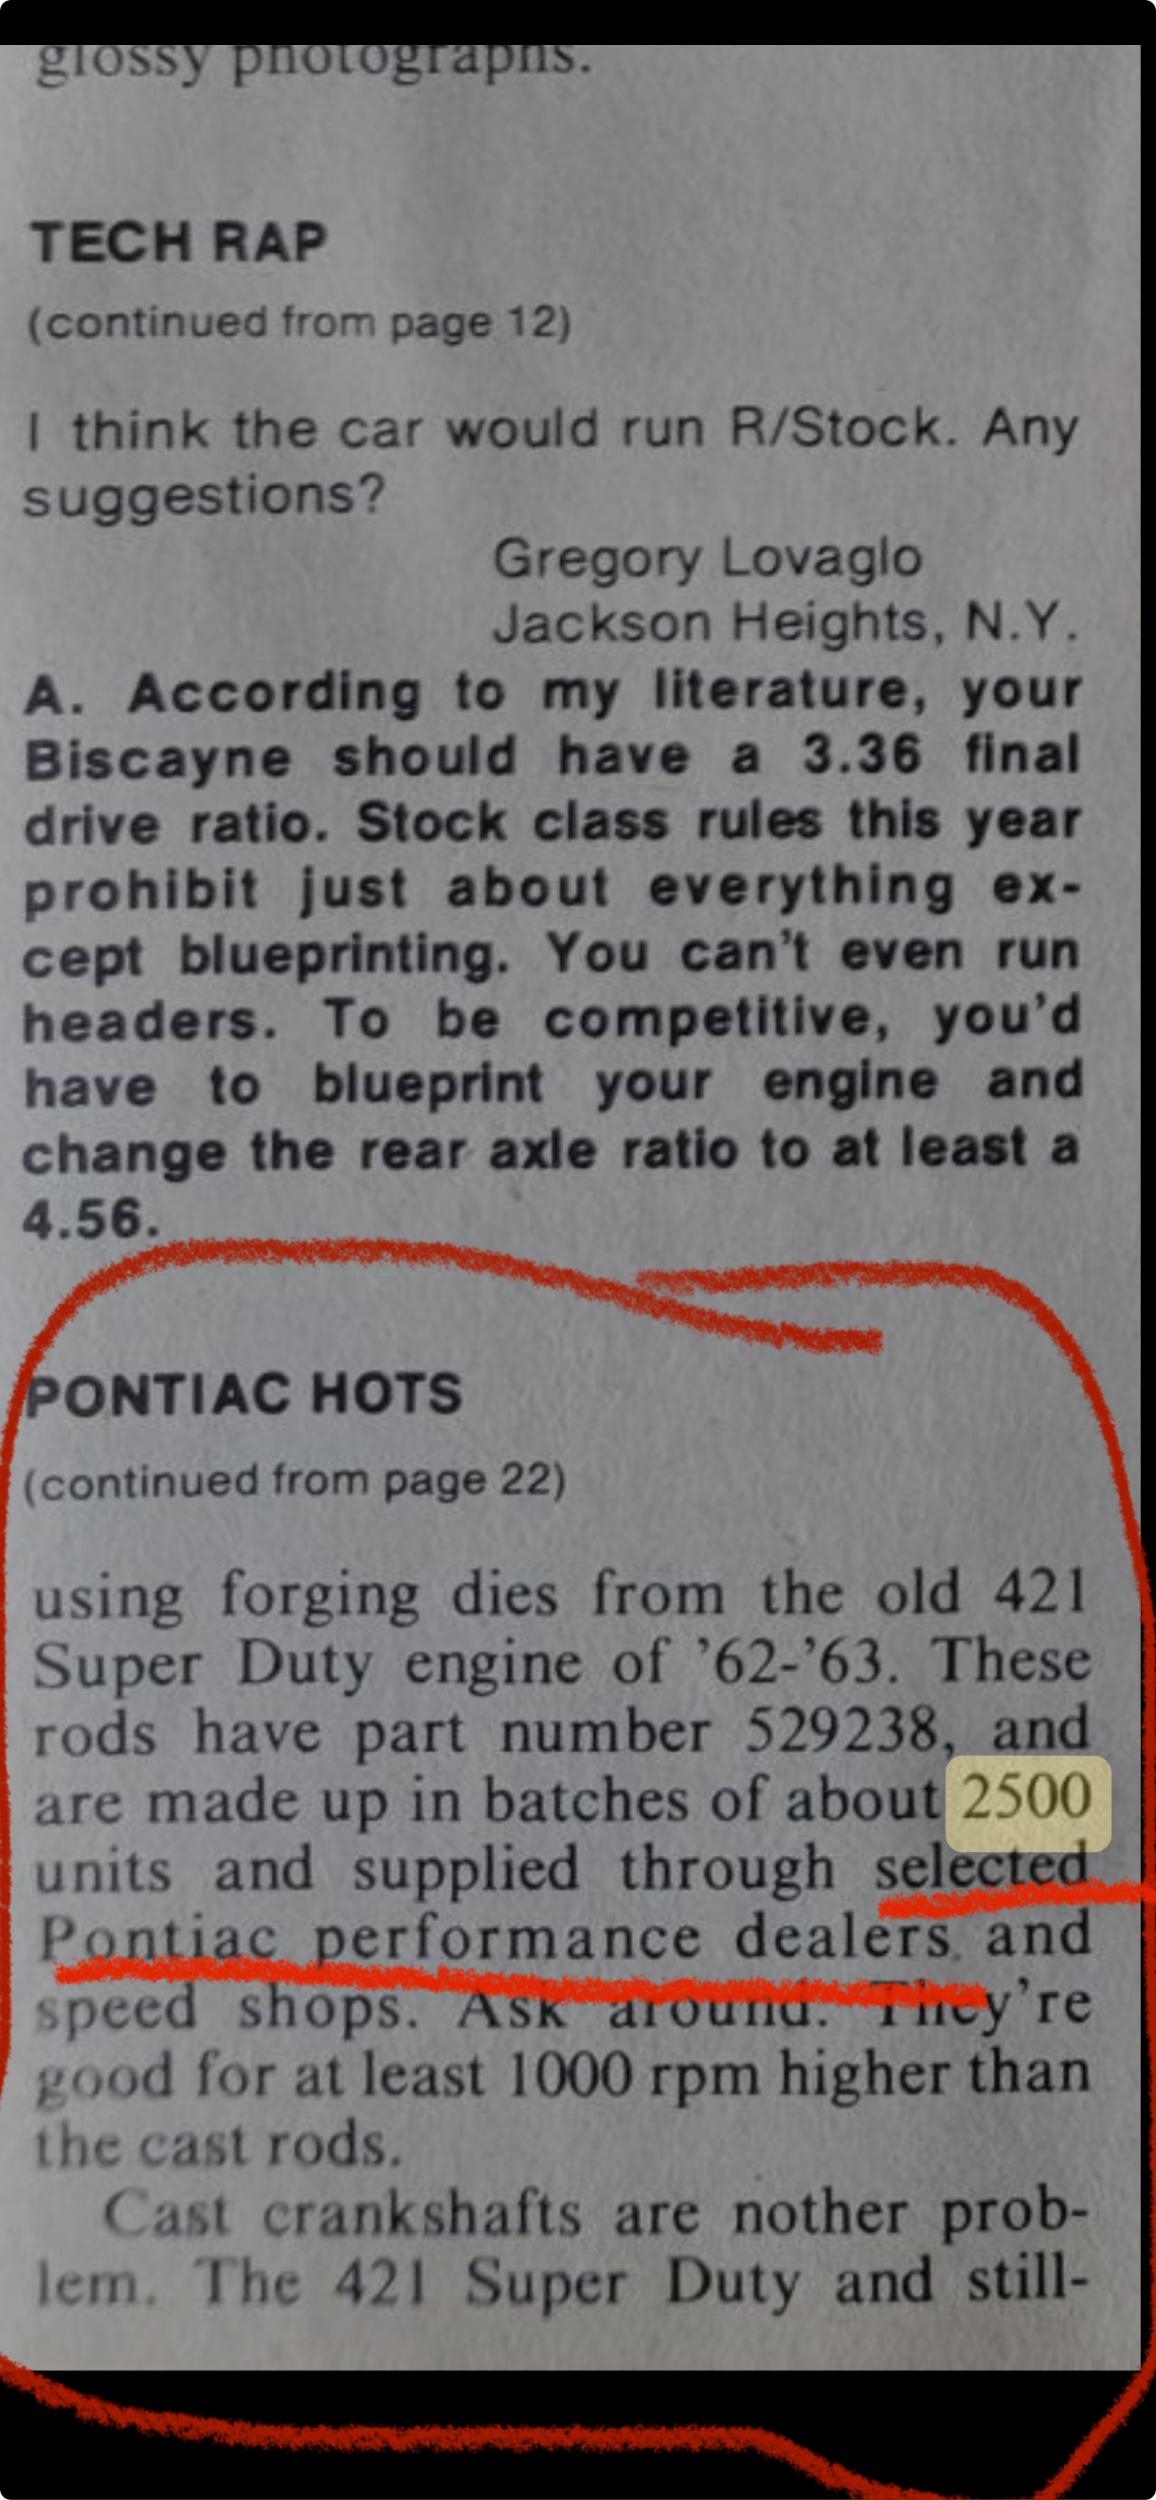 glossy photographs.
TECH RAP
(continued from page 12)
I think the car would run R/Stock. Any
suggestions?
Gregory Lovaglo
Jackson Heights, N.Y.
A. According to my literature, your
Biscayne should have a 3.36 final
drive ratio. Stock class rules this year
prohibit just about everything ex-
cept blueprinting. You can't even run
headers. To be competitive, you'd
have to blueprint your engine and
change the rear axle ratio to at least a
4.56.
PONTIAC HOTS
(continued from page 22)
using forging dies from the old 421
Super Duty engine of ’62-’63. These
rods have part number 529238, and
are made up in batches of about 2500
units and supplied through selected
Pontiac performance dealers and
speed shops. Ask around. They're
good for at least 1000 rpm higher than
the cast rods.
Cast crankshafts are nother prob-
lem. The 421 Super Duty and still-